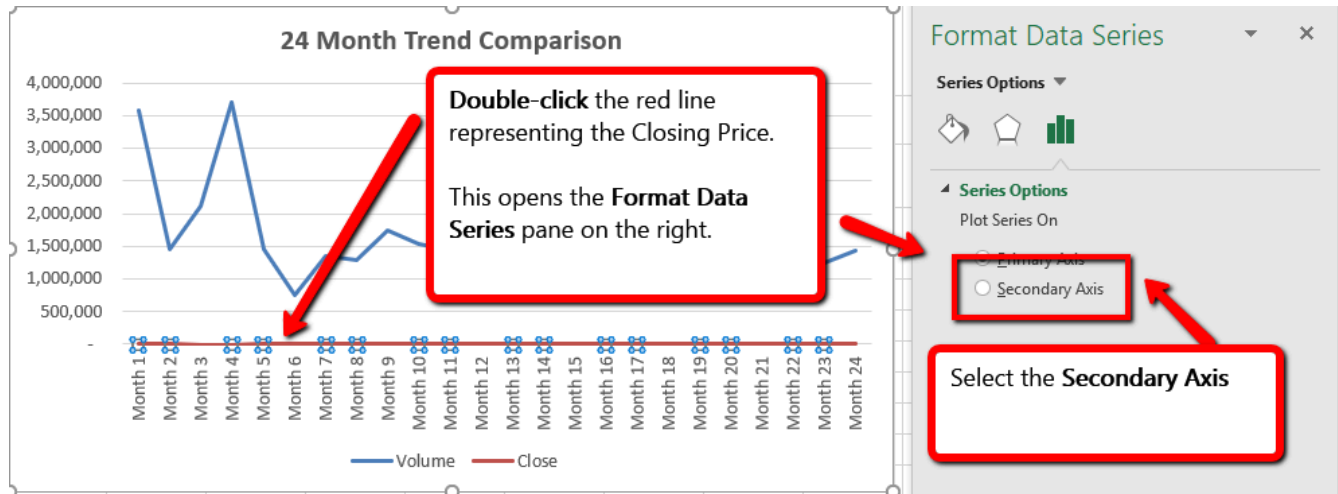 24 Month Trend Comparison
4,000,000
3,500,000
3,000,000
2,500,000
2,000,000
1,500,000
1,000,000
500,000
-
Month 1
Month 2
Month 3
Month 4
Month 5
Month 6
Month 7
Month 8
Month 9
Month 10
Month 11
Month 12
Month 13
Month 14
Month 15
Month 16
Month 17
Month 18
Month 19
Month 20
Month 21
Month 22
Month 23
Month 24
Volume
Close
Double-click the red line
representing the Closing Price.
This opens the Format Data
Series pane on the right.
Format Data Series
Series Options
Series Options
Plot Series On
Primary Axis
Secondary Axis
Select the Secondary Axis